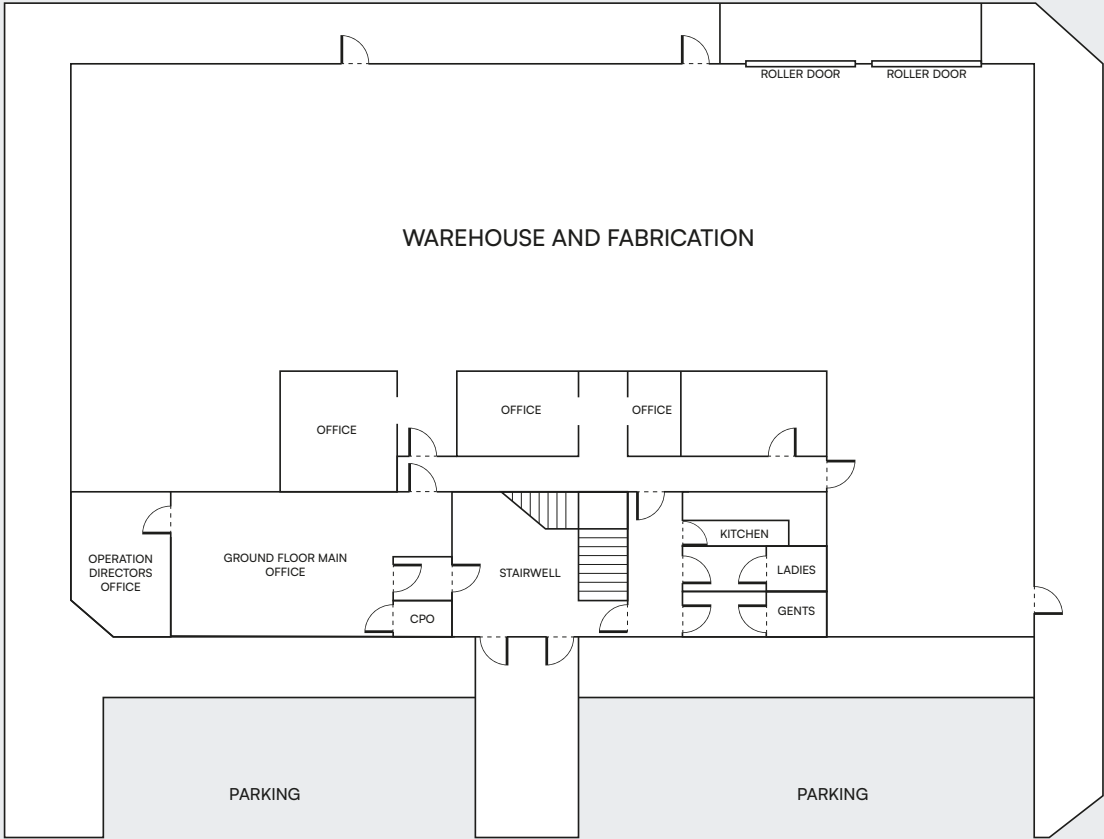 ROLLER DOOR
ROLLER DOOR
WAREHOUSE AND FABRICATION
OFFICE
OFFICE
OFFICE
OPERATION
DIRECTORS
OFFICE
GROUND FLOOR MAIN
OFFICE
CPO
STAIRWELL
KITCHEN
LADIES
GENTS
PARKING
PARKING